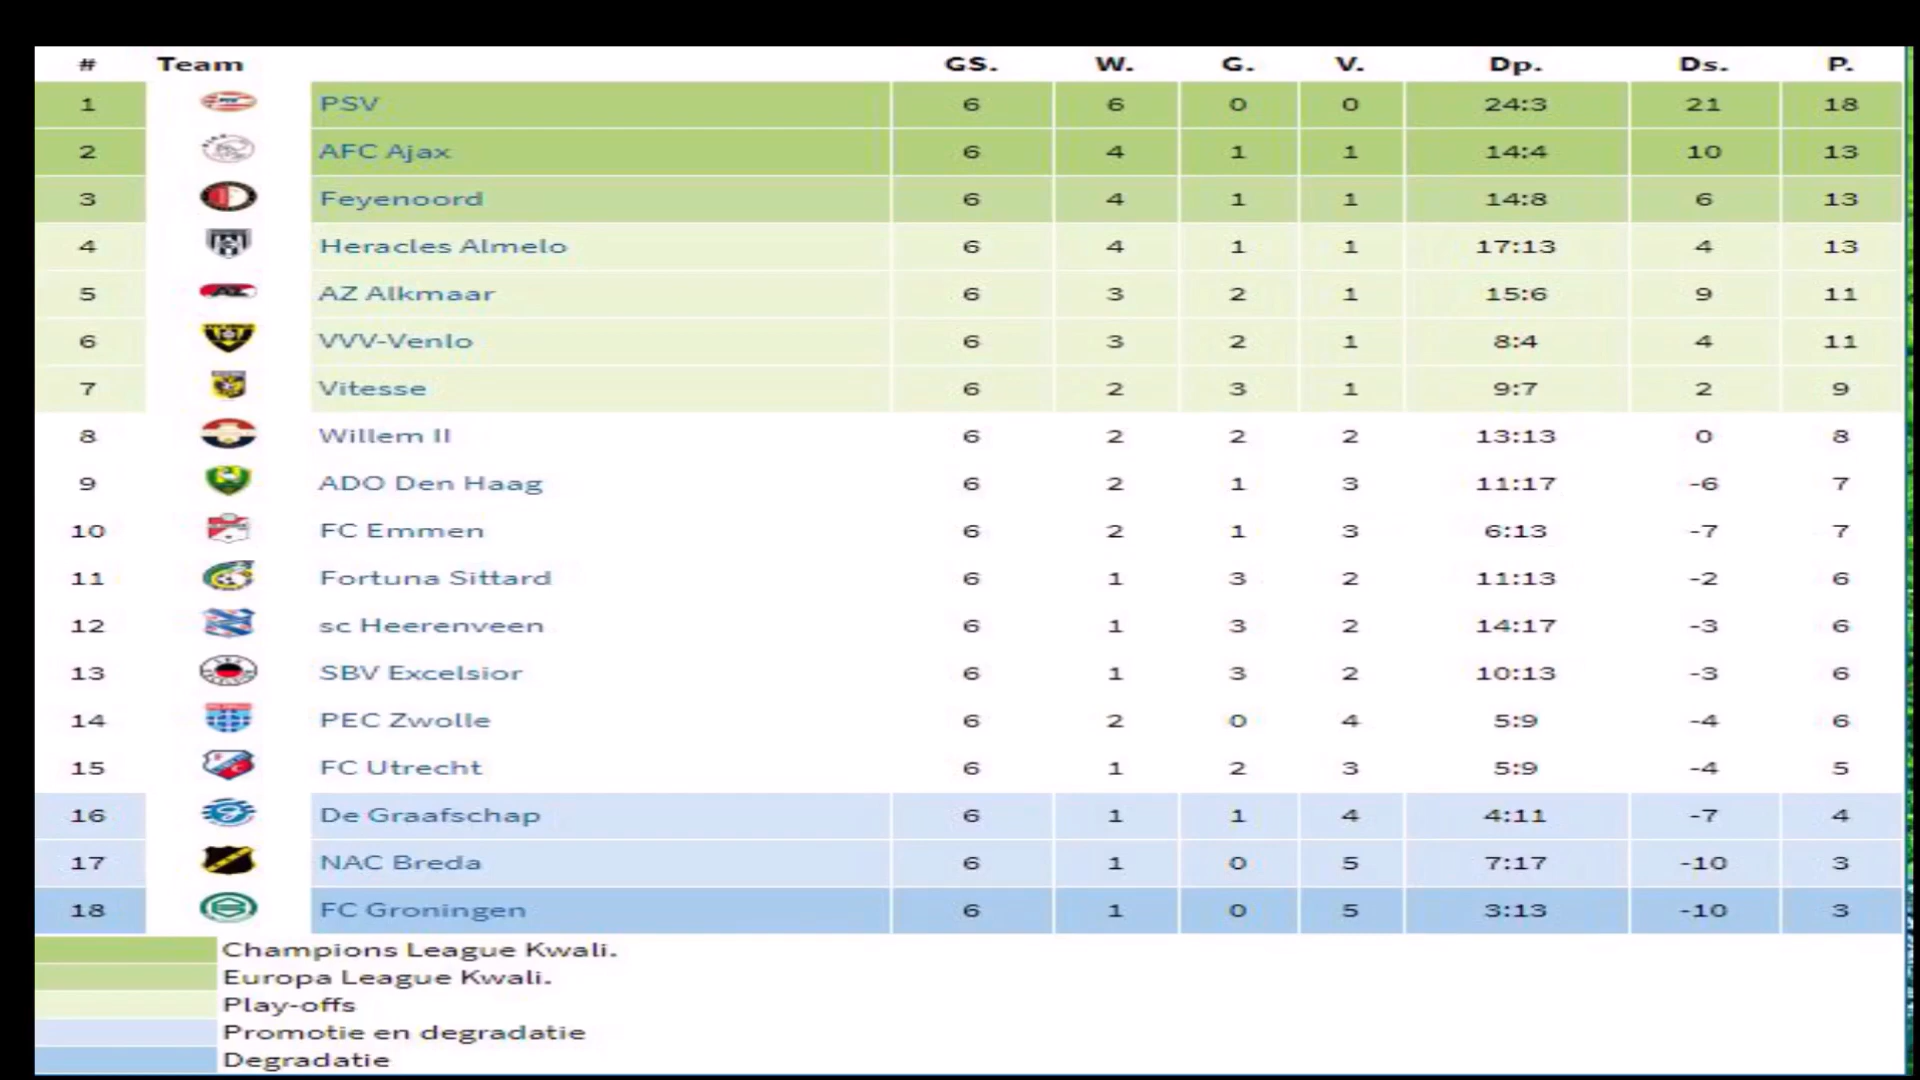 # Team GS. W. G. V. Dp. Ds. P.
1 PSV 6 6 0 0 24:3 21 18
2 AFC Ajax 6 4 1 1 14:4 10 13
3 Feyenoord 6 4 1 1 14:8 6 13
4 Heracles Almelo 6 4 1 1 17:13 4 13
5 AZ AZ Alkmaar 6 3 2 1 15:6 9 11
6 VVV-Venlo 6 3 2 1 8:4 4 11
7 Vitesse 6 2 3 1 9:7 2 9
8 Willem II 6 2 2 2 13:13 0 8
9 ADO Den Haag 6 2 1 3 11:17 -6 7
10 FC Emmen 6 2 1 3 6:13 -7 7
11 Fortuna Sittard 6 1 3 2 11:13 -2 6
12 sc Heerenveen 6 1 3 2 14:17 -3 6
13 SBV Excelsior 6 1 3 2 10:13 -3 6
14 PEC Zwolle 6 2 0 4 5:9 -4 6
15 FC Utrecht 6 1 2 3 5:9 -4 5
16 De Graafschap 6 1 1 4 4:11 -7 4
17 NAC Breda 6 1 0 5 7:17 -10 3
18 FC Groningen 6 1 0 5 3:13 -10 3
Champions League Kwali.
Europa League Kwali.
Play-offs
Promotie en degradatie
Degradatie